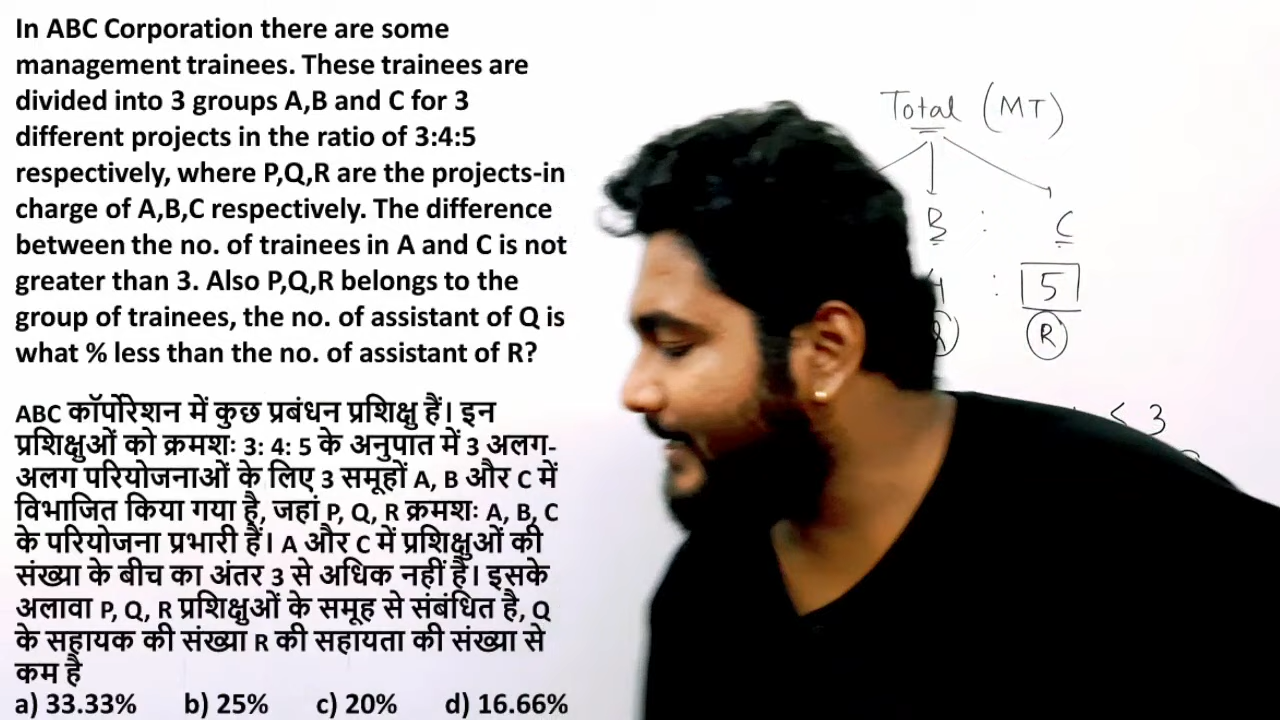 In ABC Corporation there are some
management trainees. These trainees are
divided into 3 groups A,B and C for 3
different projects in the ratio of 3:4:5
respectively, where P,Q,R are the projects-in
charge of A,B,C respectively. The difference
between the no. of trainees in A and C is not
greater than 3. Also P,Q,R belongs to the
group of trainees, the no. of assistant of Q is
what % less than the no. of assistant of R?
ABC कॉर्पोरेशन में कुछ प्रबंधन प्रशिक्षु हैं। इन
प्रशिक्षुओं को क्रमशः 3: 4: 5 के अनुपात में 3 अलग-
अलग परियोजनाओं के लिए 3 समूहों A, B और C में
विभाजित किया गया है, जहां P, Q, R क्रमशः A, B, C
के परियोजना प्रभारी हैं। A और C में प्रशिक्षुओं की
संख्या के बीच का अंतर 3 से अधिक नहीं है। इसके
अलावा P, Q, R प्रशिक्षुओं के समूह से संबंधित है, Q
के सहायक की संख्या R की सहायता की संख्या से
कम है
a) 33.33% b) 25% c) 20% d) 16.66%
Total (MT)
B : C
: 5
R
< 3